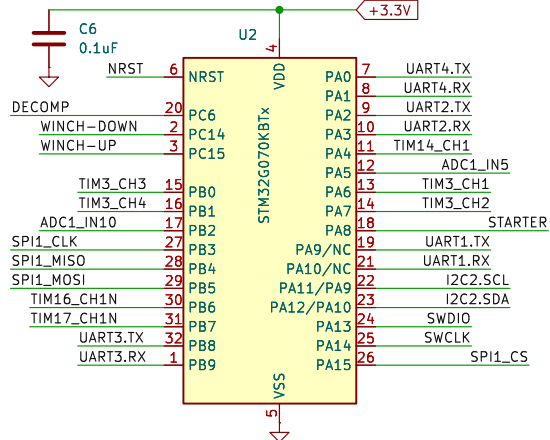 +3.3V
C6
0.1uF
U2
4
VDD
NRST 6 NRST PA0 7 UART4.TX
PA1 8 UART4.RX
DECOMP 20 PC6 PA2 9 UART2.TX
WINCH-DOWN 2 PC14 PA3 10 UART2.RX
WINCH-UP 3 PC15 PA4 11 TIM14_CH1
PA5 12 ADC1_IN5
TIM3_CH3 15 PB0 PA6 13 TIM3_CH1
TIM3_CH4 16 PB1 PA7 14 TIM3_CH2
ADC1_IN10 17 PB2 PA8 18 STARTER
SPI1_CLK 27 PB3 PA9/NC 19 UART1.TX
SPI1_MISO 28 PB4 PA10/NC 21 UART1.RX
SPI1_MOSI 29 PB5 PA11/PA9 22 I2C2.SCL
TIM16_CH1N 30 PB6 PA12/PA10 23 I2C2.SDA
TIM17_CH1N 31 PB7 PA13 24 SWDIO
UART3.TX 32 PB8 PA14 25 SWCLK
UART3.RX 1 PB9 PA15 26 SPI1_CS
STM32G070KBTx
VSS
5